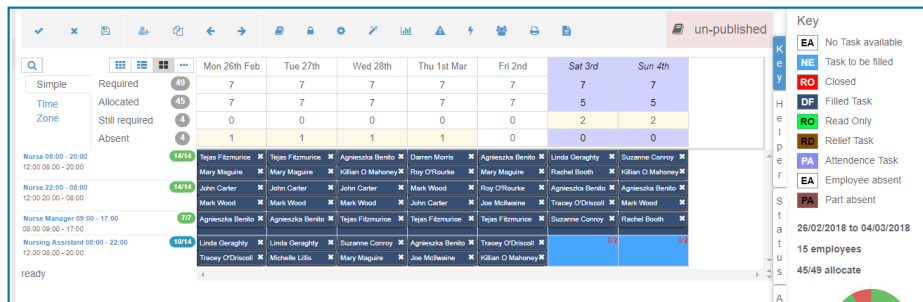 un-published
Mon 26th Feb Tue 27th Wed 28th Thu 1st Mar Fri 2nd Sat 3rd Sun 4th
Simple Required 49 7 7 7 7 7 7 7
Time Zone Allocated 45 7 7 7 7 7 5 5
Still required 4 0 0 0 0 0 2 2
Absent 4 1 1 1 1 0 0 0
Nurse 08:00 - 20:00 14/14 Tejas Fitzmurice Tejas Fitzmurice Agnieszka Benito Darren Morris Agnieszka Benito Linda Geraghty Suzanne Conroy
12:00 08:00 - 20:00 Mary Maguire Mary Maguire Killian O Mahoney Roy O'Rourke Mary Maguire Rachel Booth Killian O Mahoney
Nurse 22:00 - 08:00 14/14 John Carter John Carter John Carter Mark Wood Roy O'Rourke Agnieszka Benito Agnieszka Benito
12:00 20:00 - 08:00 Mark Wood Mark Wood Mark Wood John Carter Joe McIlwaine Tracey O'Driscoll Mark Wood
Nurse Manager 09:00 - 17:00 7/7 Agnieszka Benito Agnieszka Benito Tejas Fitzmurice Tejas Fitzmurice Tejas Fitzmurice Suzanne Conroy Rachel Booth
08:00 09:00 - 17:00
Nursing Assistant 08:00 - 22:00 10/14 Linda Geraghty Linda Geraghty Suzanne Conroy Agnieszka Benito Tracey O'Driscoll 0/2 0/2
12:00 08:00 - 20:00 Tracey O'Driscoll Michelle Lillis Mary Maguire Joe McIlwaine Killian O Mahoney
ready
Key
Helper
Status
A
Key
EA No Task available
NE Task to be filled
RO Closed
DF Filled Task
RO Read Only
RD Relief Task
PA Attendence Task
EA Employee absent
PA Part absent
26/02/2018 to 04/03/2018
15 employees
45/49 allocate